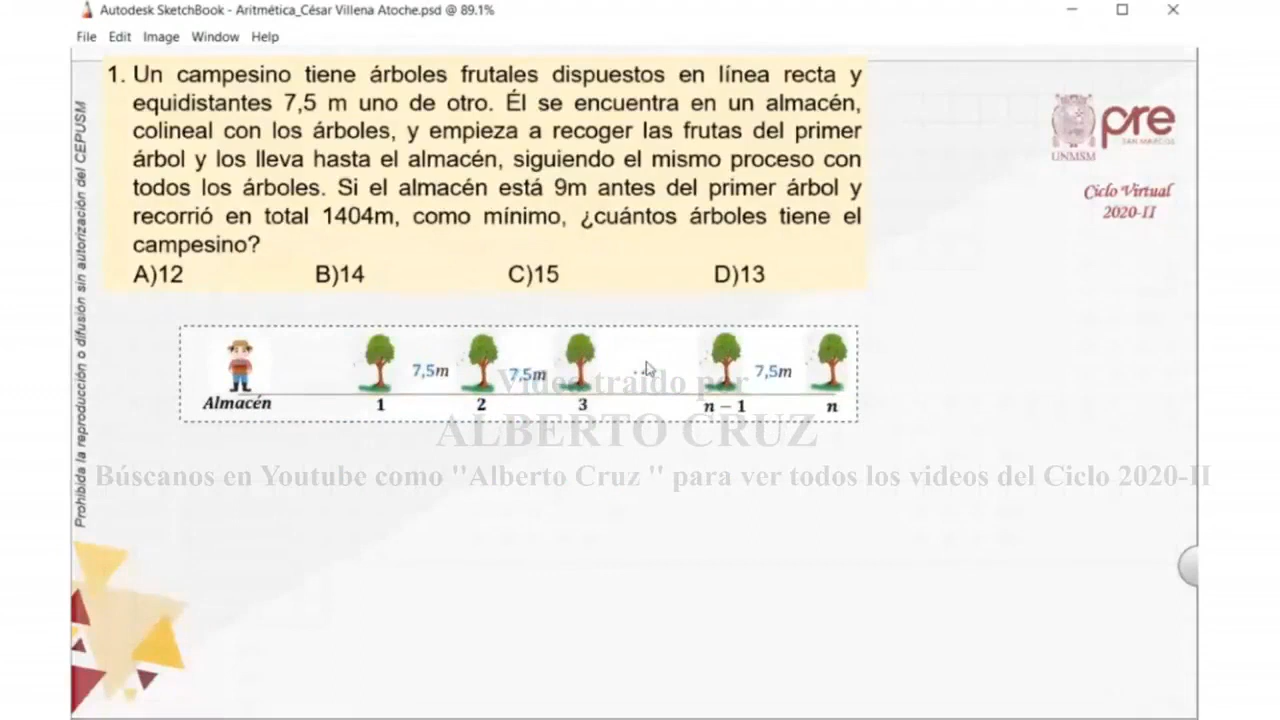 Autodesk SketchBook - Aritmética_César Villena Atoche.psd @ 89.1%
File Edit Image Window Help
1. Un campesino tiene árboles frutales dispuestos en línea recta y
equidistantes 7,5 m uno de otro. Él se encuentra en un almacén,
colineal con los árboles, y empieza a recoger las frutas del primer
árbol y los lleva hasta el almacén, siguiendo el mismo proceso con
todos los árboles. Si el almacén está 9m antes del primer árbol y
recorrió en total 1404m, como mínimo, ¿cuántos árboles tiene el
campesino?
A)12 B)14 C)15 D)13
pre
SAN MARCOS
UNMSM
Ciclo Virtual
2020-II
Prohibida la reproducción o difusión sin autorización del CEPUSM
7,5m 7,5m ... 7,5m
Almacén 1 2 3 n − 1 n
Video traído por
ALBERTO CRUZ
Búscanos en Youtube como "Alberto Cruz " para ver todos los videos del Ciclo 2020-II